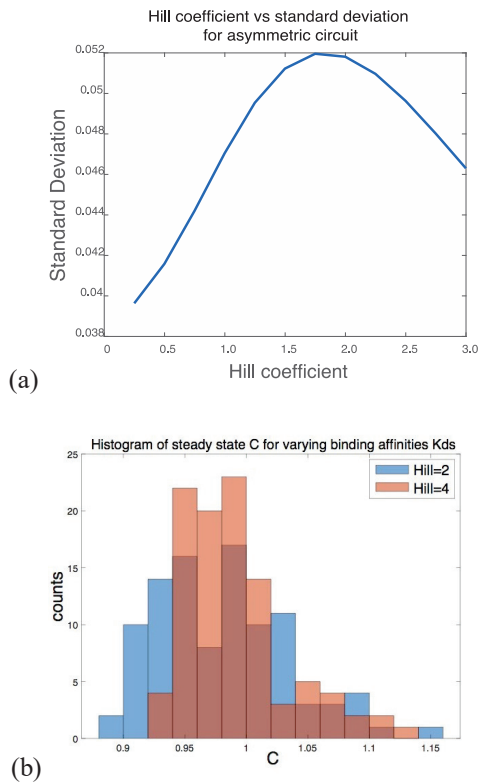 Hill coefficient vs standard deviation
for asymmetric circuit
Standard Deviation
0.052
0.05
0.048
0.046
0.044
0.042
0.04
0.038
0 0.5 1.0 1.5 2.0 2.5 3.0
Hill coefficient
(a)
Histogram of steady state C for varying binding affinities Kds
Hill=2
Hill=4
counts
25
20
15
10
5
0
0.9 0.95 1 1.05 1.1 1.15
C
(b)